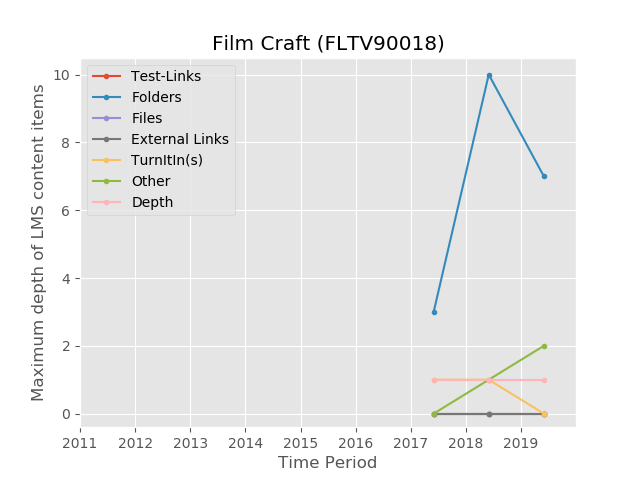 Film Craft (FLTV90018)
Maximum depth of LMS content items
10
8
6
4
2
0
Test-Links
Folders
Files
External Links
TurnItIn(s)
Other
Depth
2011 2012 2013 2014 2015 2016 2017 2018 2019
Time Period